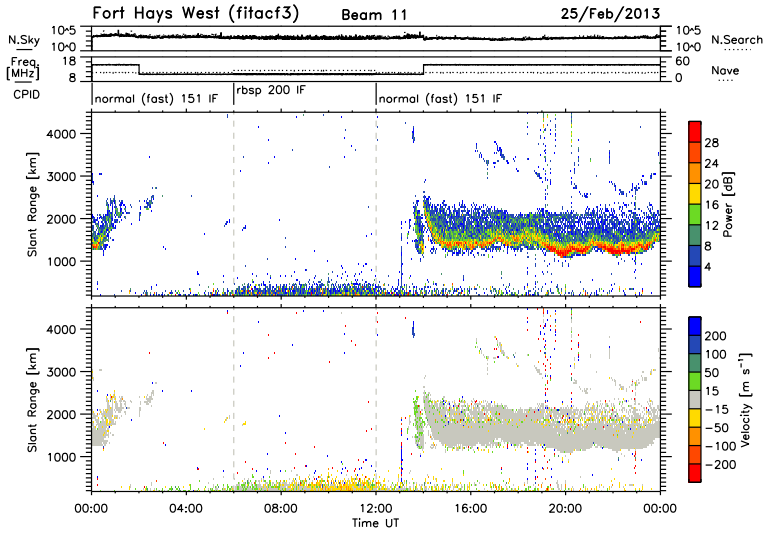 Fort Hays West (fitacf3) Beam 11 25/Feb/2013
N.Sky 10^5 10^0 10^5 10^0 N.Search
Freq. [MHz] 18 8 60 0 Nave
CPID normal (fast) 151 IF rbsp 200 IF normal (fast) 151 IF
Slant Range [km]
4000
3000
2000
1000
28
24
20
16
12
8
4
Power [dB]
Slant Range [km]
4000
3000
2000
1000
200
100
50
15
-15
-50
-100
-200
Velocity [m s⁻¹]
00:00 04:00 08:00 12:00 16:00 20:00 00:00
Time UT